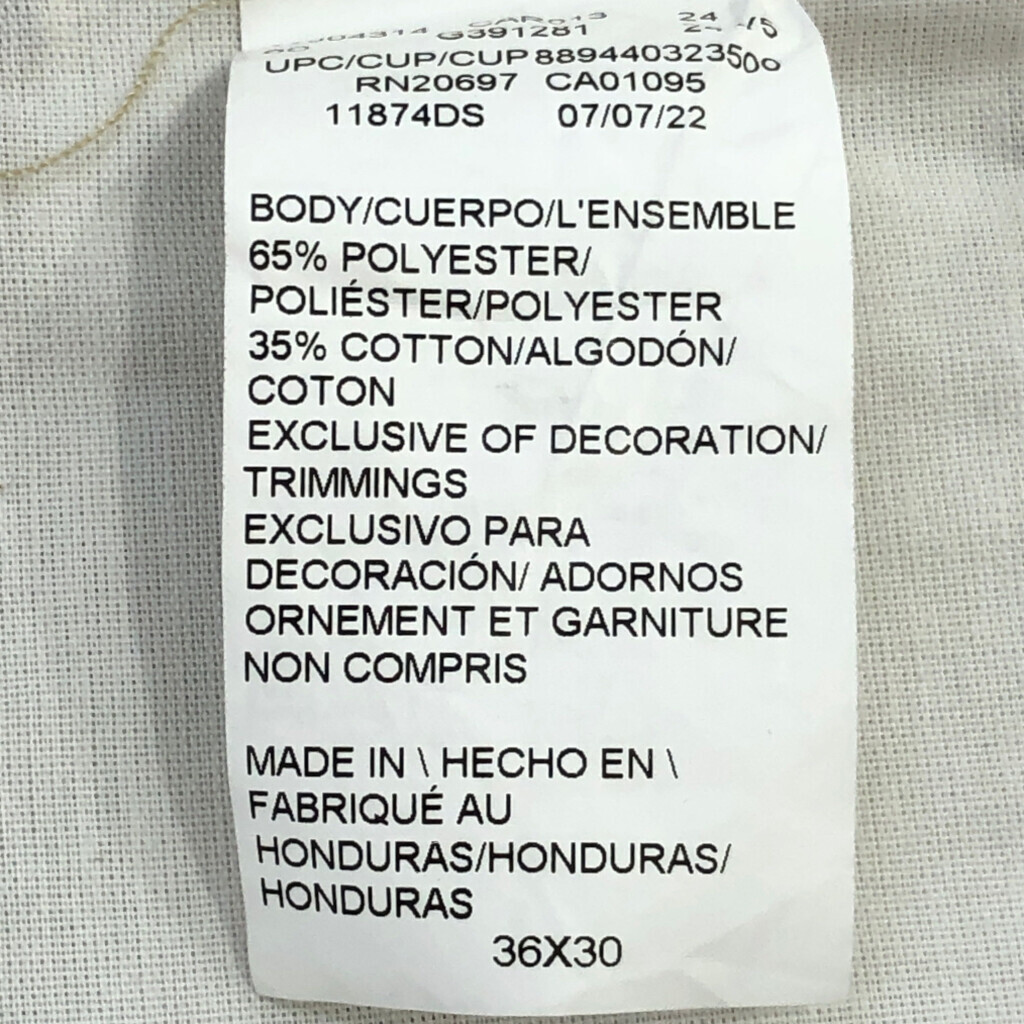 G391281
UPC/CUP/CUP 889440323500
RN20697 CA01095
11874DS 07/07/22
BODY/CUERPO/L'ENSEMBLE
65% POLYESTER/
POLIÉSTER/POLYESTER
35% COTTON/ALGODÓN/
COTON
EXCLUSIVE OF DECORATION/
TRIMMINGS
EXCLUSIVO PARA
DECORACIÓN/ ADORNOS
ORNEMENT ET GARNITURE
NON COMPRIS
MADE IN \ HECHO EN \
FABRIQUÉ AU
HONDURAS/HONDURAS/
HONDURAS
36X30